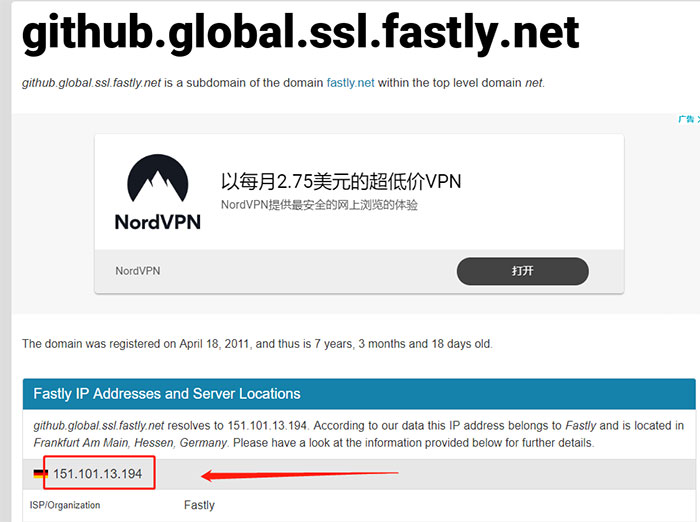 github.global.ssl.fastly.net
github.global.ssl.fastly.net is a subdomain of the domain fastly.net within the top level domain net.
广告
以每月2.75美元的超低价VPN
NordVPN提供最安全的网上浏览的体验
NordVPN
NordVPN
打开
The domain was registered on April 18, 2011, and thus is 7 years, 3 months and 18 days old.
Fastly IP Addresses and Server Locations
github.global.ssl.fastly.net resolves to 151.101.13.194. According to our data this IP address belongs to Fastly and is located in
Frankfurt Am Main, Hessen, Germany. Please have a look at the information provided below for further details.
151.101.13.194
ISP/Organization Fastly